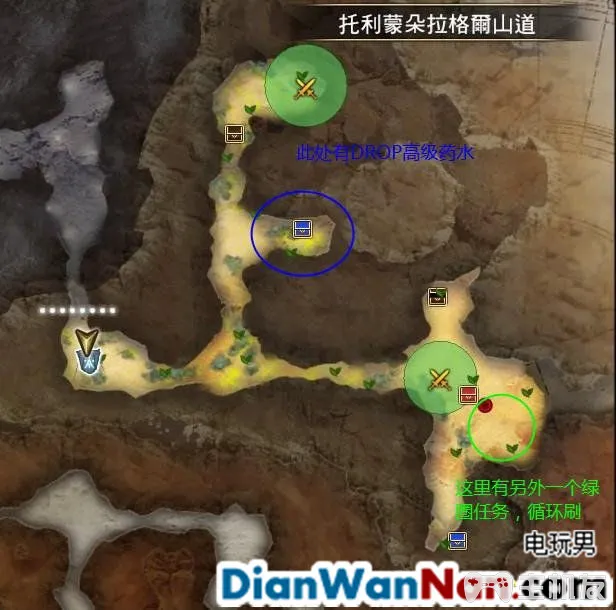 托利蒙朵拉格爾山道
此处有DROP高级药水
这里有另外一个绿
圈任务，循环刷
电玩男
DianWanNan.com